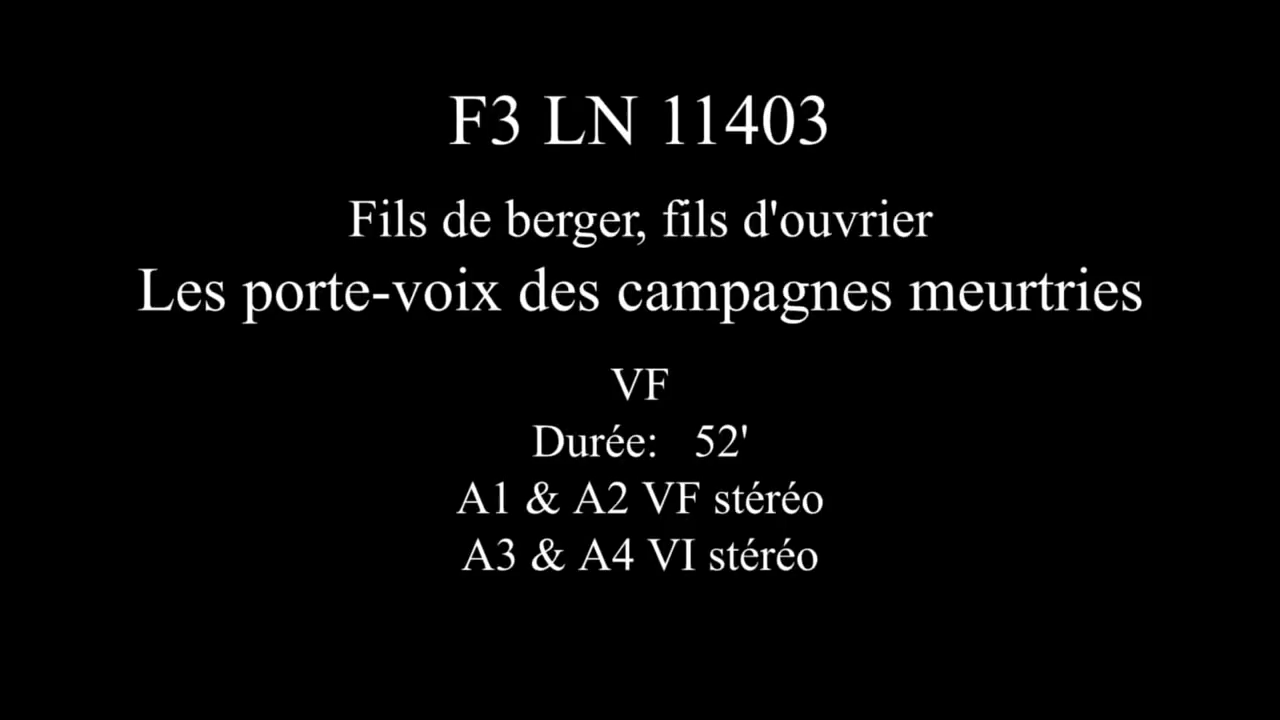 F3 LN 11403
Fils de berger, fils d'ouvrier
Les porte-voix des campagnes meurtries
VF
Durée: 52'
A1 & A2 VF stéréo
A3 & A4 VI stéréo